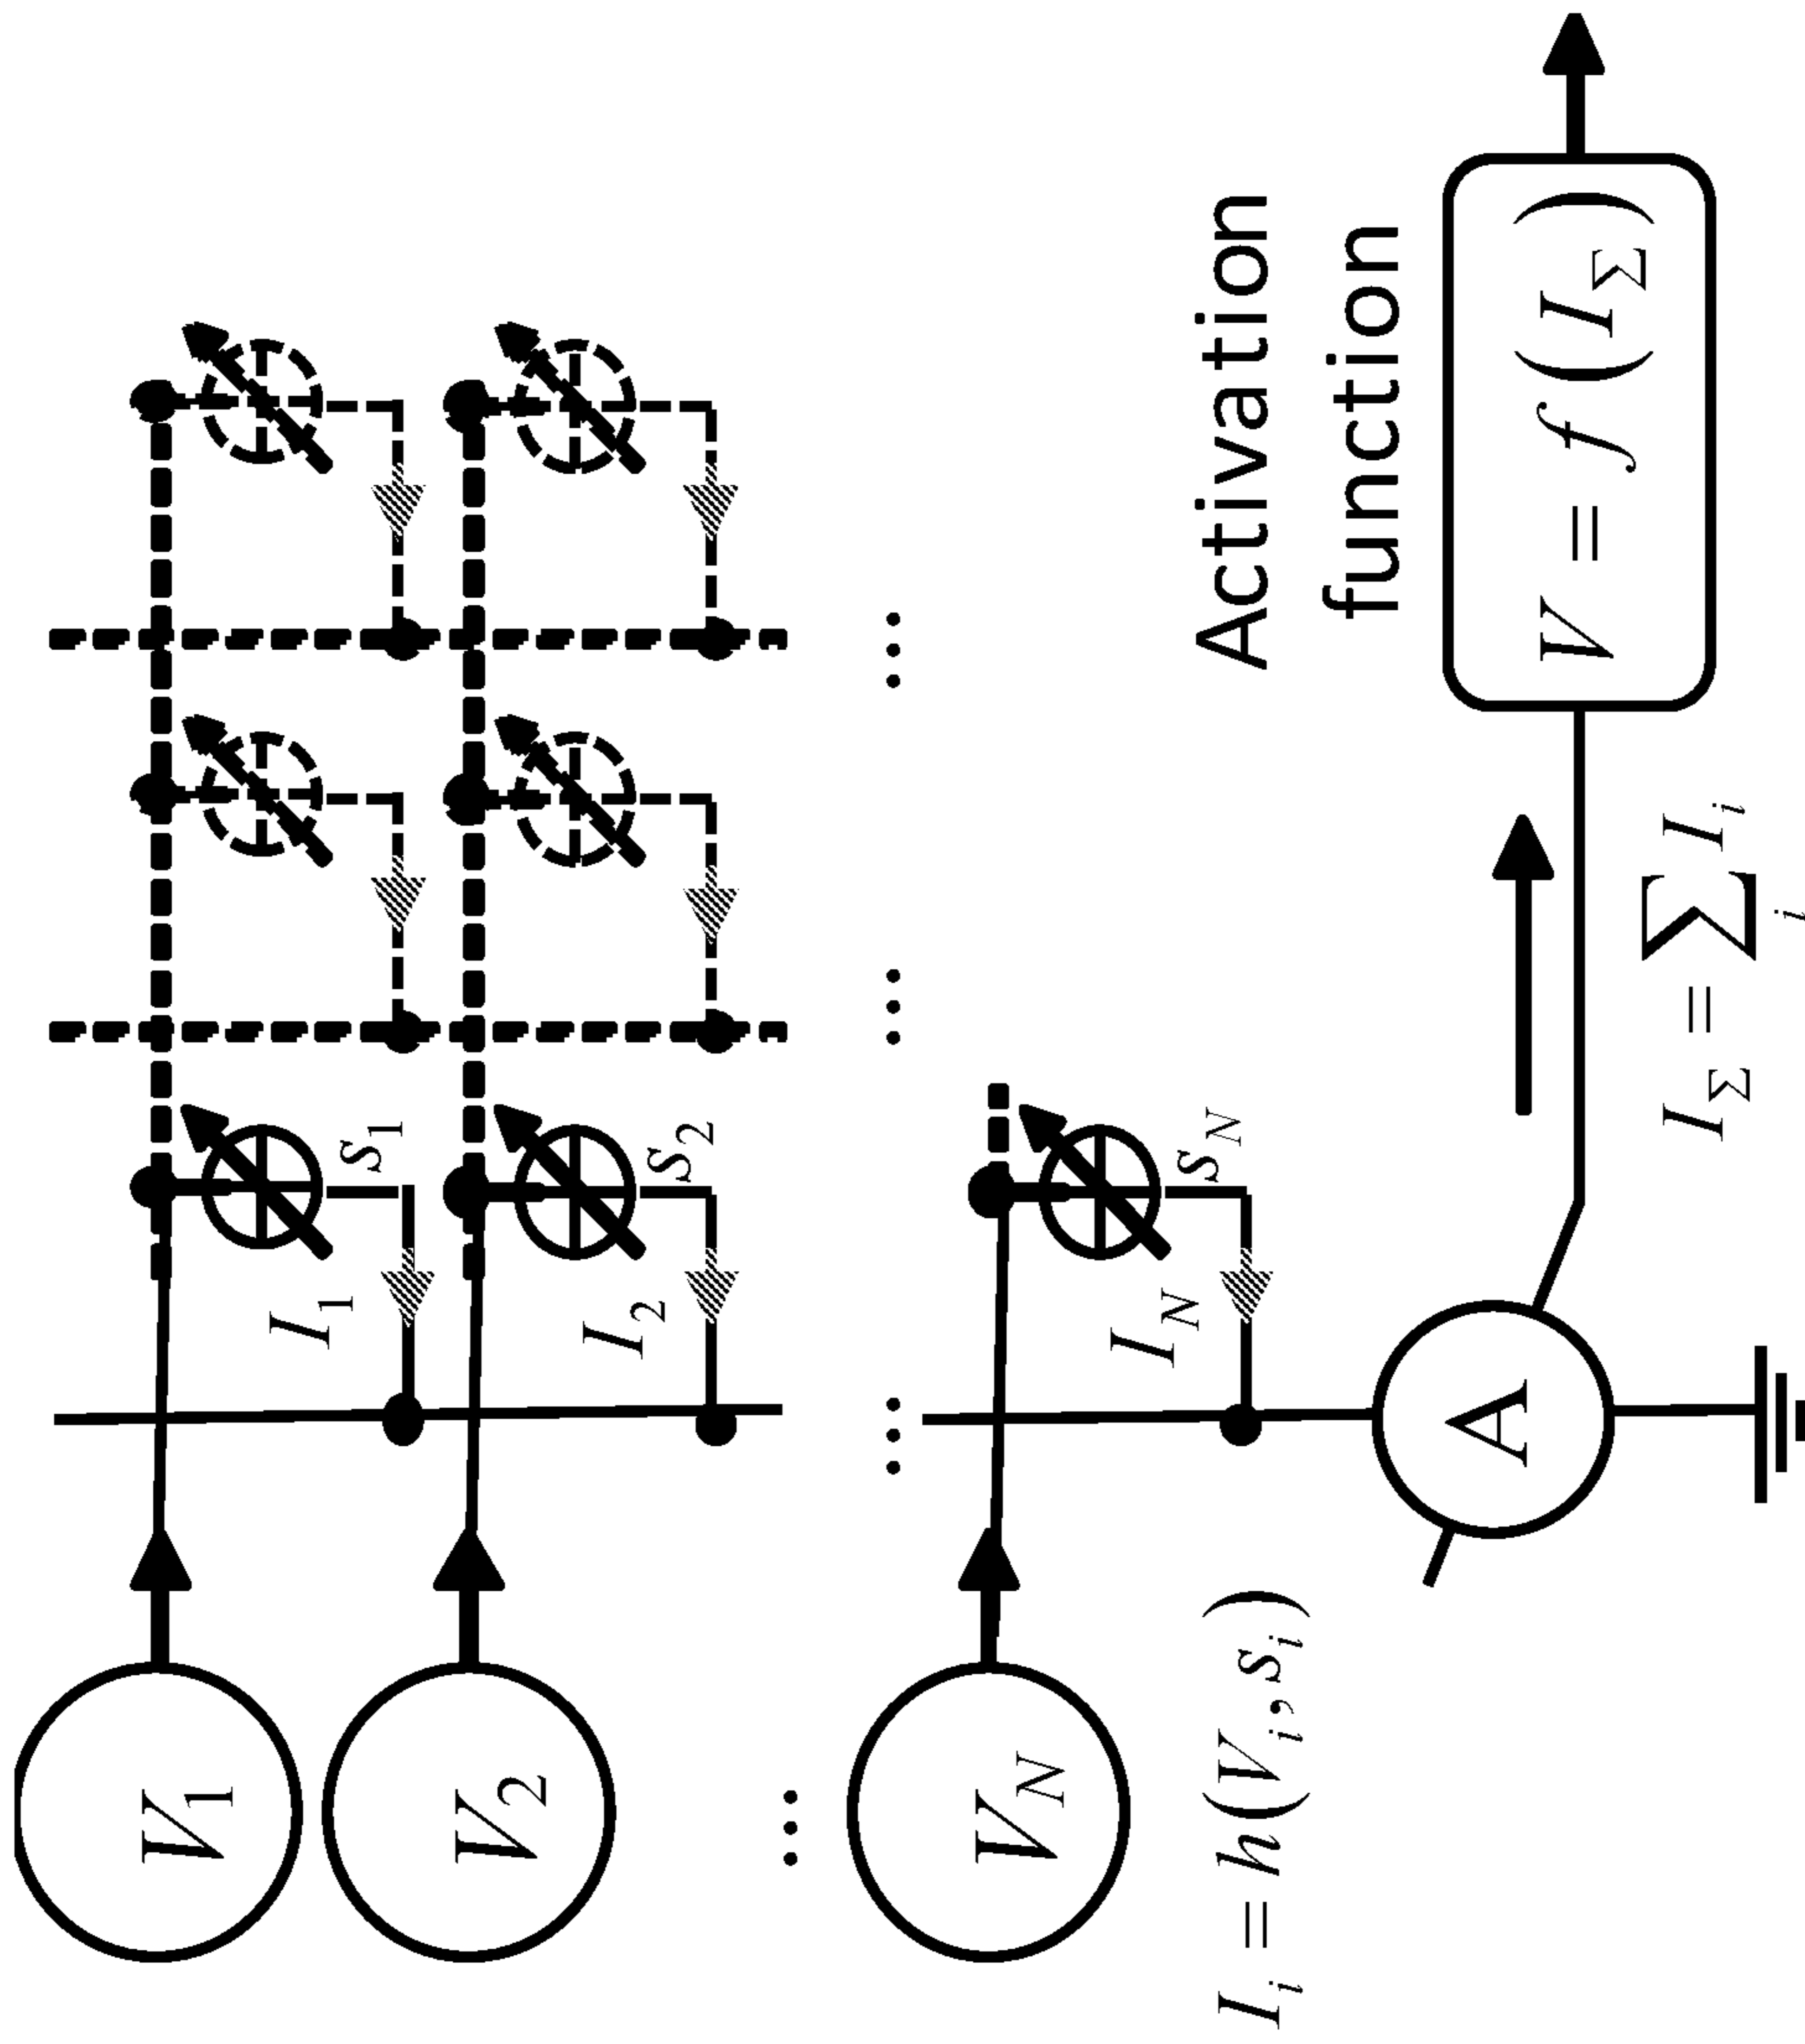 V1
I1
S1
V2
I2
S2
...
...
...
...
VN
IN
SN
Ii = h(Vi, si)
A
Activation
function
V = f(IΣ)
IΣ = ∑i Ii